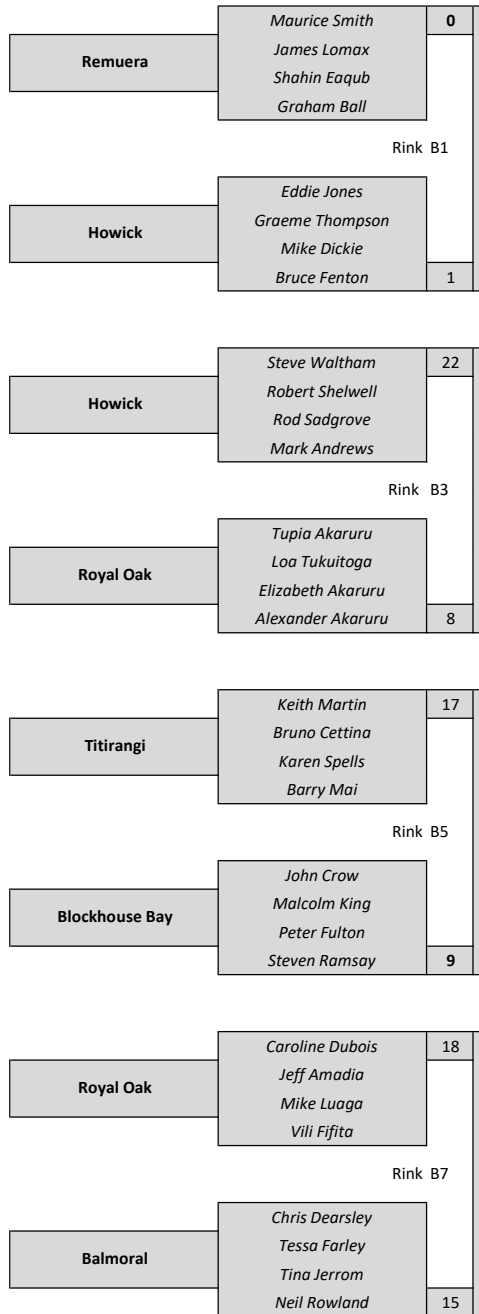 Maurice Smith 0
James Lomax
Remuera
Shahin Eaqub
Graham Ball
Rink B1
Eddie Jones
Graeme Thompson
Howick
Mike Dickie
Bruce Fenton 1
Steve Waltham 22
Robert Shelwell
Howick
Rod Sadgrove
Mark Andrews
Rink B3
Tupia Akaruru
Loa Tukuitoga
Royal Oak
Elizabeth Akaruru
Alexander Akaruru 8
Keith Martin 17
Bruno Cettina
Titirangi
Karen Spells
Barry Mai
Rink B5
John Crow
Malcolm King
Blockhouse Bay
Peter Fulton
Steven Ramsay 9
Caroline Dubois 18
Jeff Amadia
Royal Oak
Mike Luaga
Vili Fifita
Rink B7
Chris Dearsley
Tessa Farley
Balmoral
Tina Jerrom
Neil Rowland 15